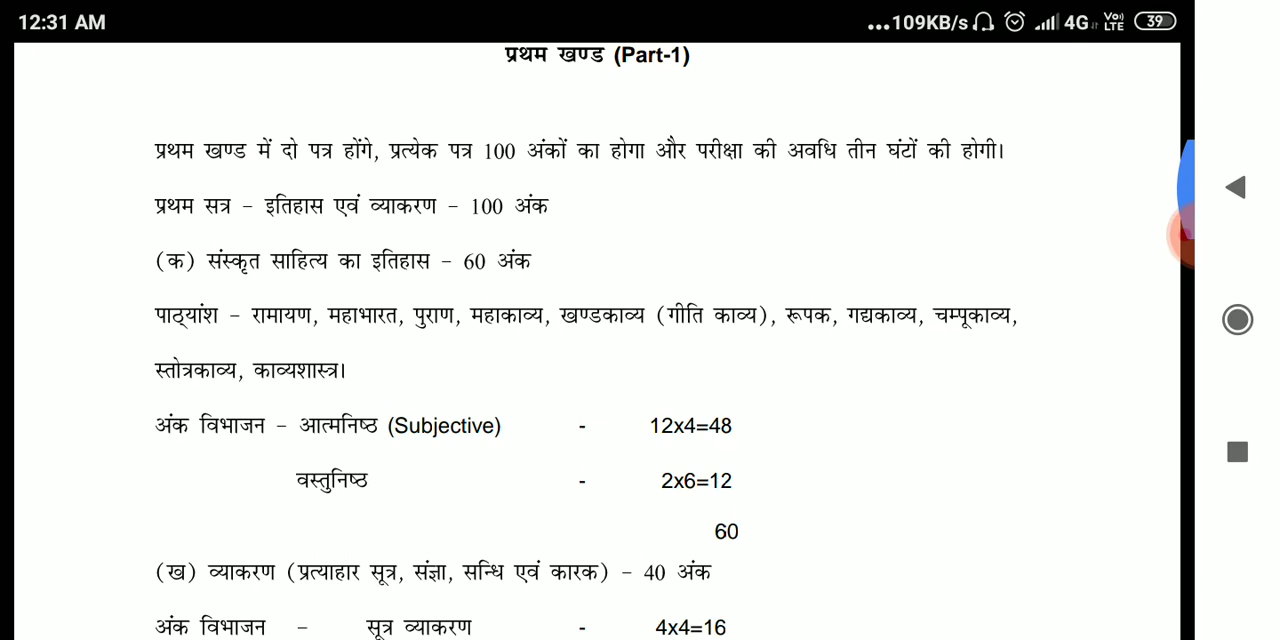 12:31 AM ...109KB/s 4G Vo) LTE 39
प्रथम खण्ड (Part-1)
प्रथम खण्ड में दो पत्र होंगे, प्रत्येक पत्र 100 अंकों का होगा और परीक्षा की अवधि तीन घंटों की होगी।
प्रथम सत्र – इतिहास एवं व्याकरण – 100 अंक
(क) संस्कृत साहित्य का इतिहास – 60 अंक
पाठ्यांश – रामायण, महाभारत, पुराण, महाकाव्य, खण्डकाव्य (गीति काव्य), रूपक, गद्यकाव्य, चम्पूकाव्य,
स्तोत्रकाव्य, काव्यशास्त्र।
अंक विभाजन – आत्मनिष्ठ (Subjective) - 12x4=48
वस्तुनिष्ठ - 2x6=12
60
(ख) व्याकरण (प्रत्याहार सूत्र, संज्ञा, सन्धि एवं कारक) – 40 अंक
अंक विभाजन – सूत्र व्याकरण - 4x4=16